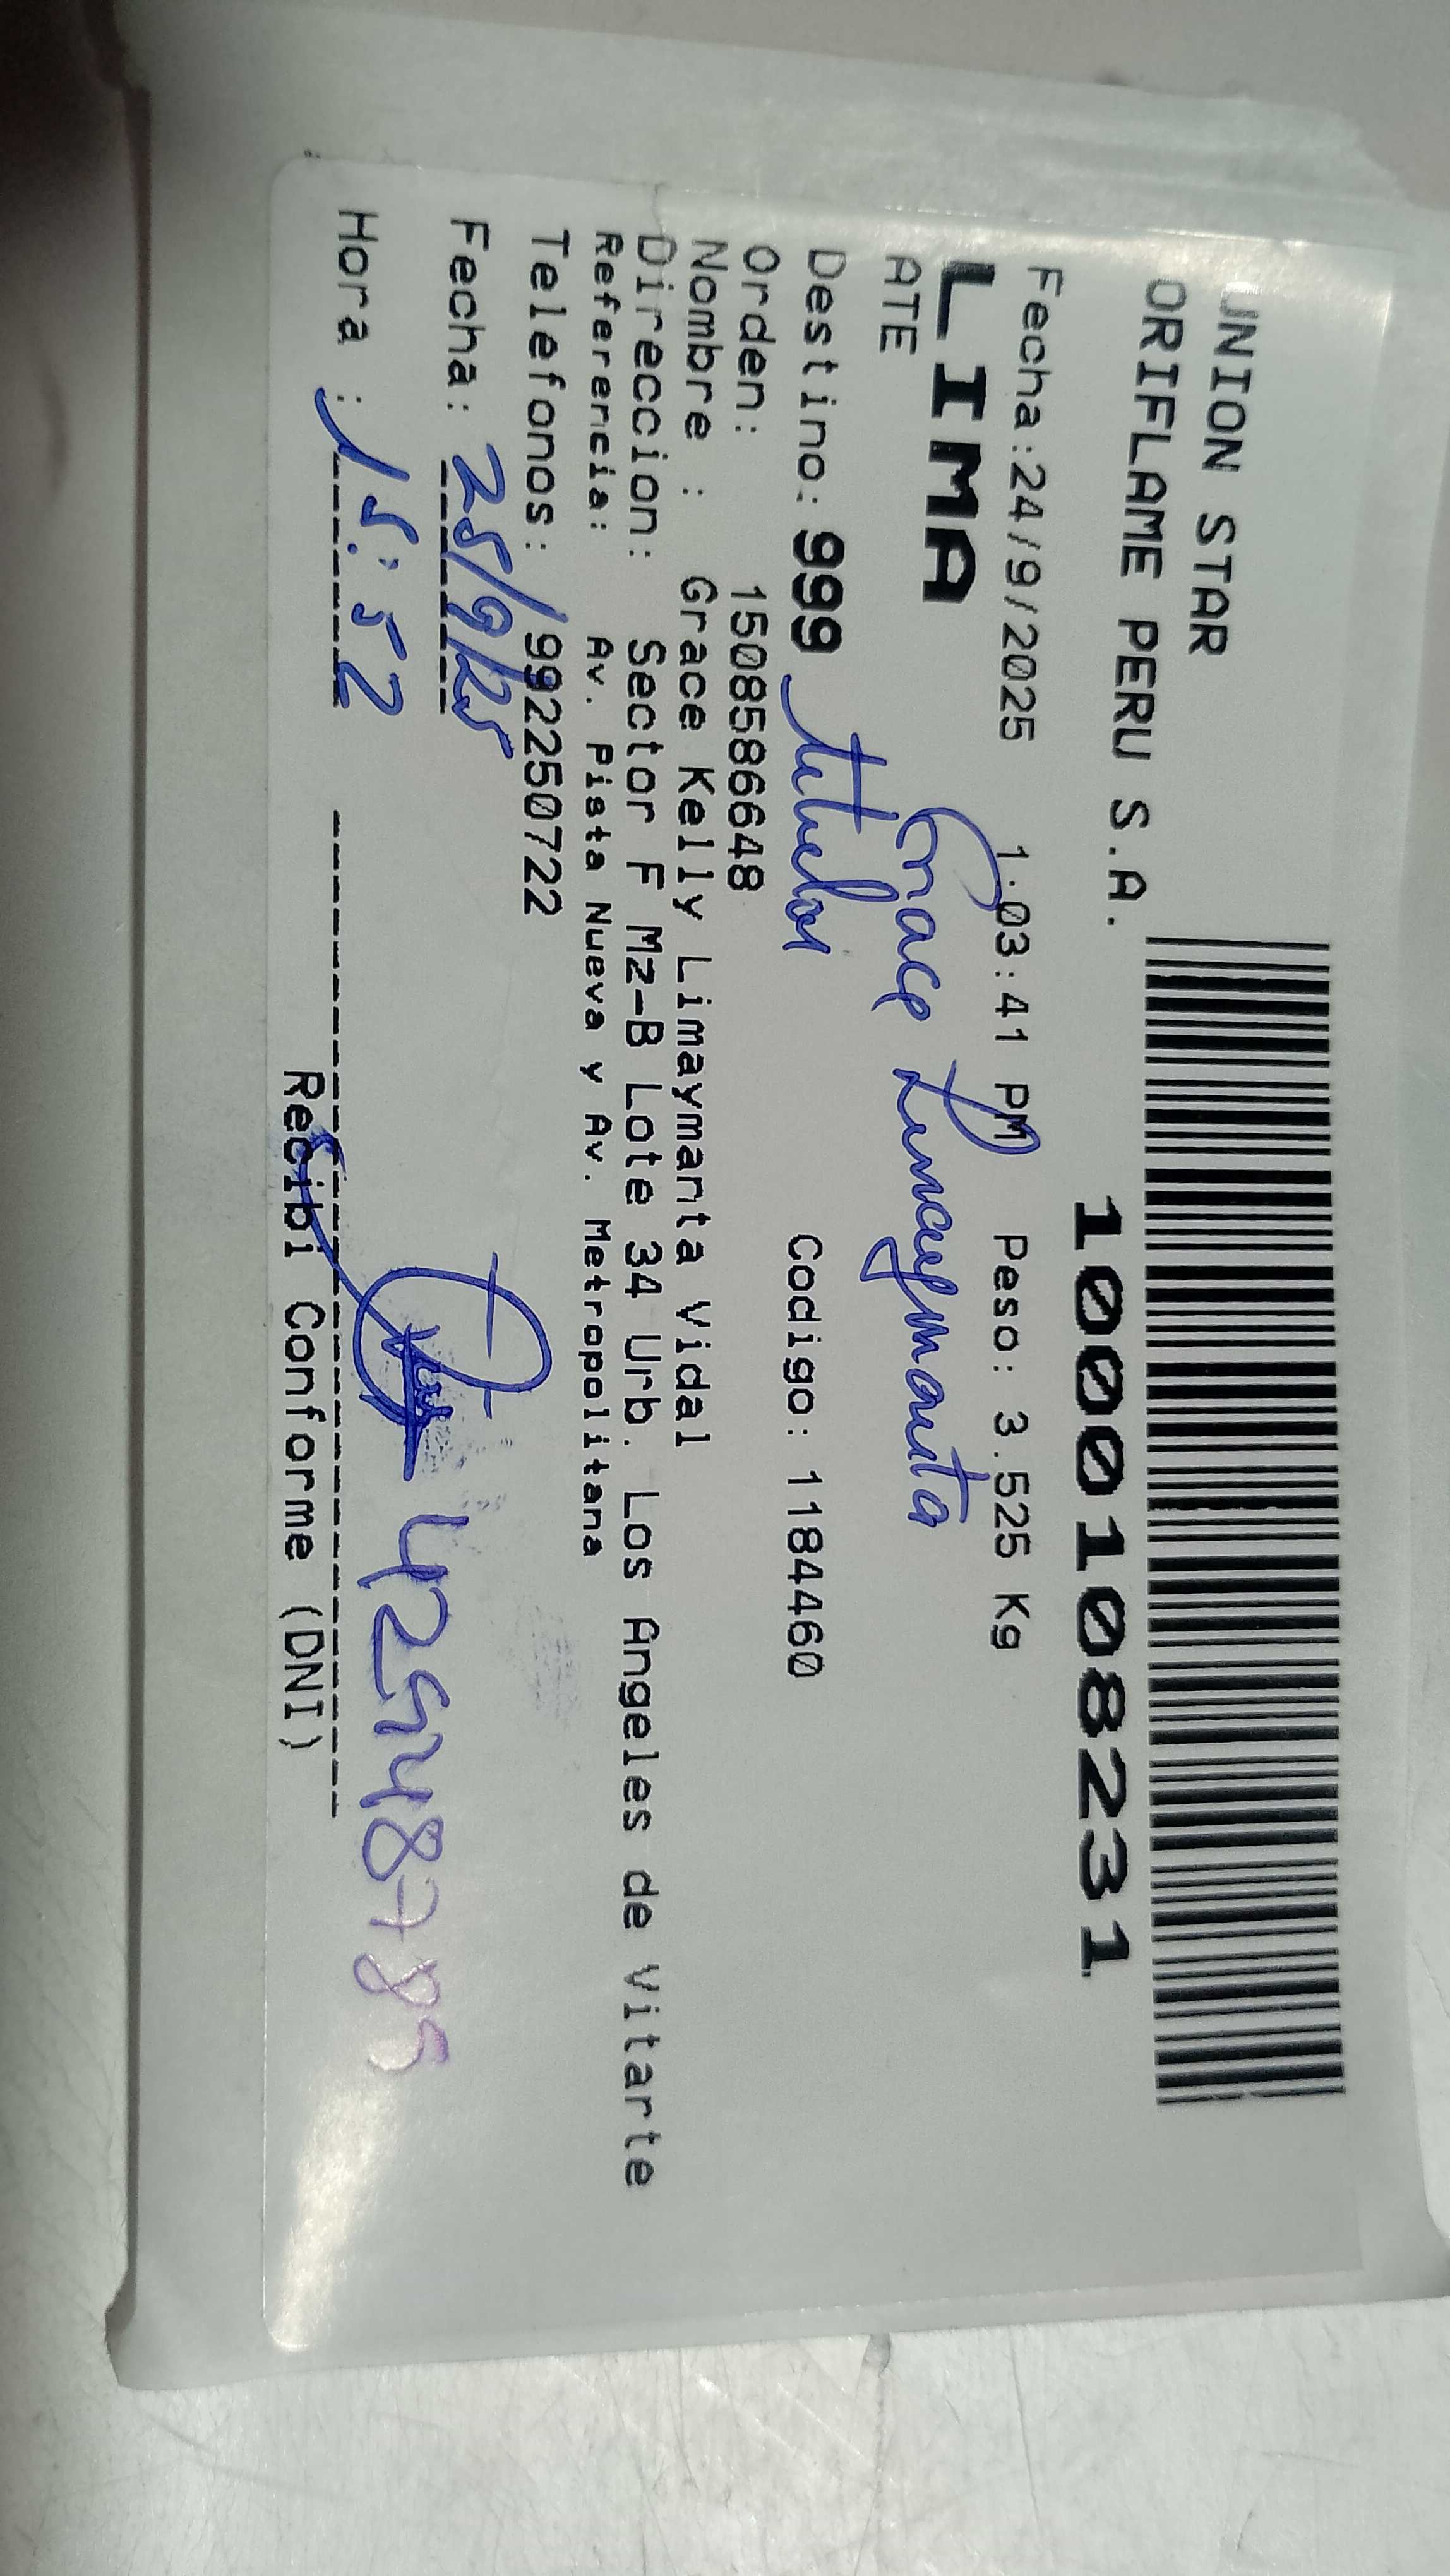 UNION STAR
ORIFLAME PERU S.A.
1000108231
Fecha:24/9/2025 1:03:41 PM Peso: 3.525 Kg
LIMA
ATE
Grace Limaymanta
Destino: 999 titular Codigo: 1184460
Orden: 1508586648
Nombre : Grace Kelly Limaymanta Vidal
Direccion: Sector F Mz-B Lote 34 Urb. Los Angeles de Vitarte
Referencia: Av. Pista Nueva y Av. Metropolitana
Telefonos: 992250722
Fecha: 25/9/25
Hora : 15:52
42548785
Recibi Conforme (DNI)